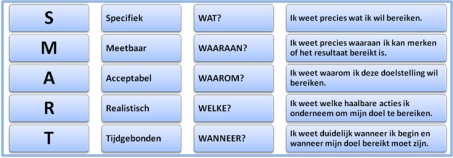 S Specifiek WAT? Ik weet precies wat ik wil bereiken.
M Meetbaar WAARAAN? Ik weet precies waaraan ik kan merken
of het resultaat bereikt is.
A Acceptabel WAAROM? Ik weet waarom ik deze doelstelling wil
bereiken.
R Realistisch WELKE? Ik weet welke haalbare acties ik
onderneem om mijn doel te bereiken.
T Tijdgebonden WANNEER? Ik weet duidelijk wanneer ik begin en
wanneer mijn doel bereikt moet zijn.